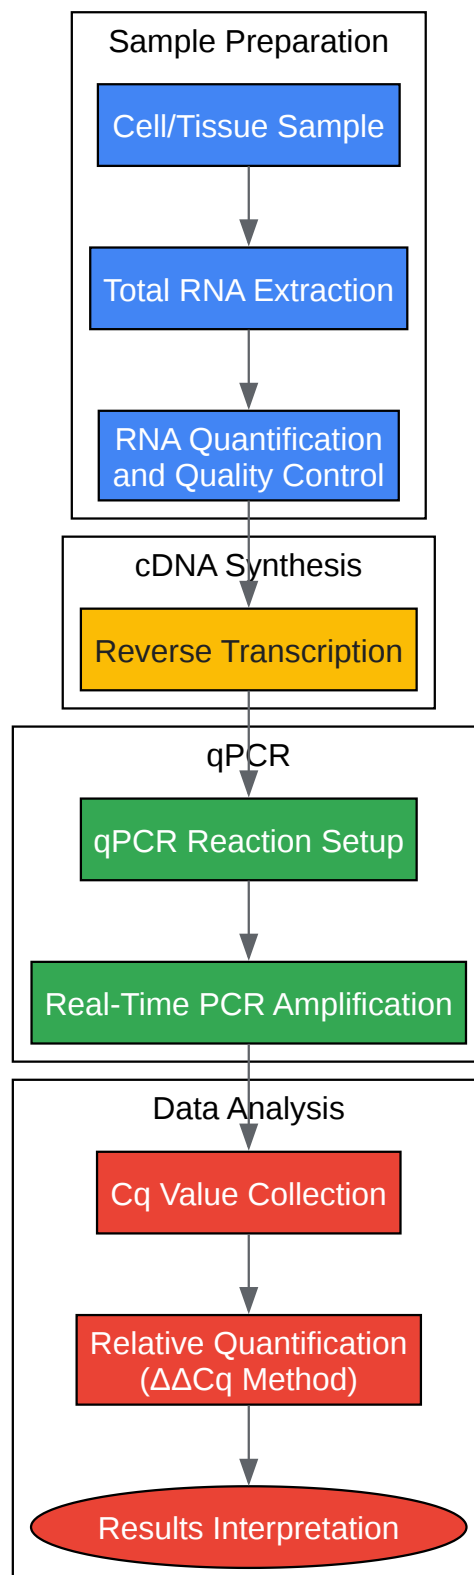 Sample Preparation
Cell/Tissue Sample
Total RNA Extraction
RNA Quantification
and Quality Control
cDNA Synthesis
Reverse Transcription
qPCR
qPCR Reaction Setup
Real-Time PCR Amplification
Data Analysis
Cq Value Collection
Relative Quantification
(ΔΔCq Method)
Results Interpretation